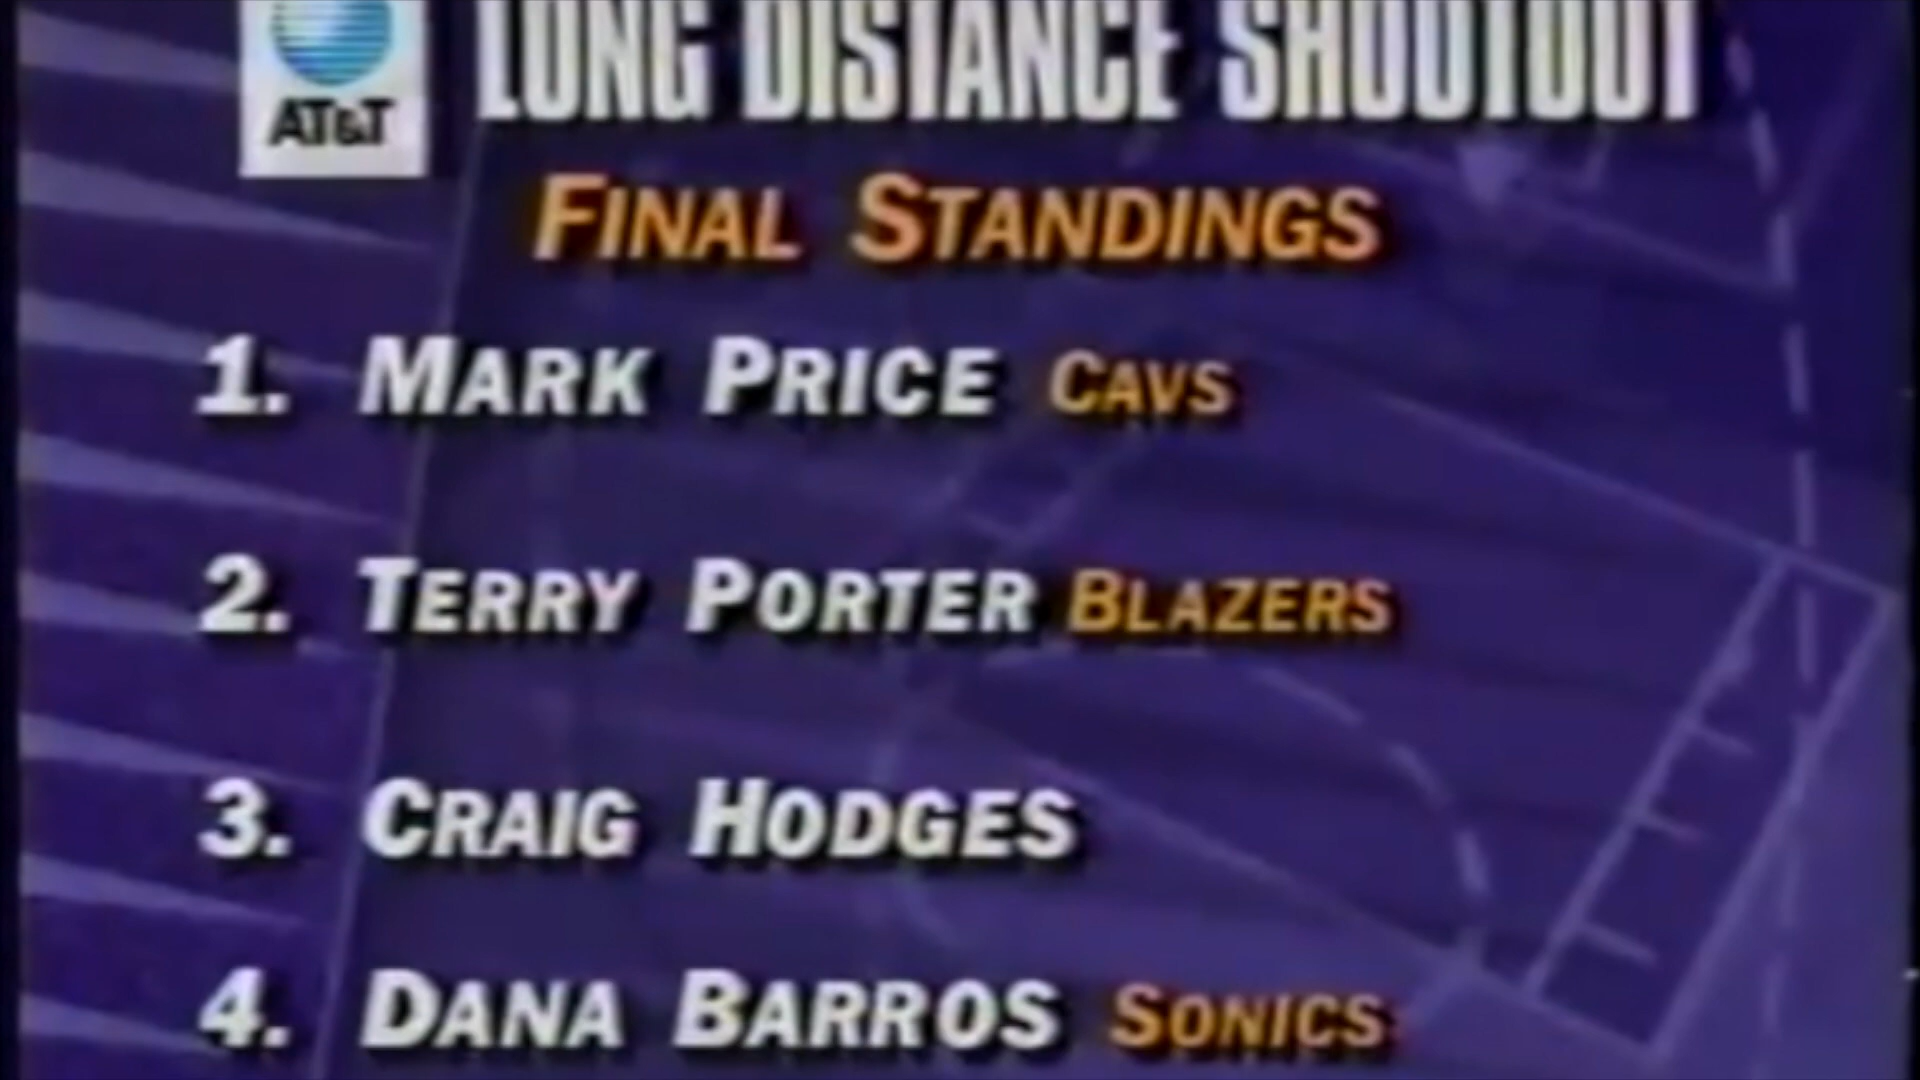 AT&T
LONG DISTANCE SHOOTOUT
FINAL STANDINGS
1. MARK PRICE CAVS
2. TERRY PORTER BLAZERS
3. CRAIG HODGES
4. DANA BARROS SONICS